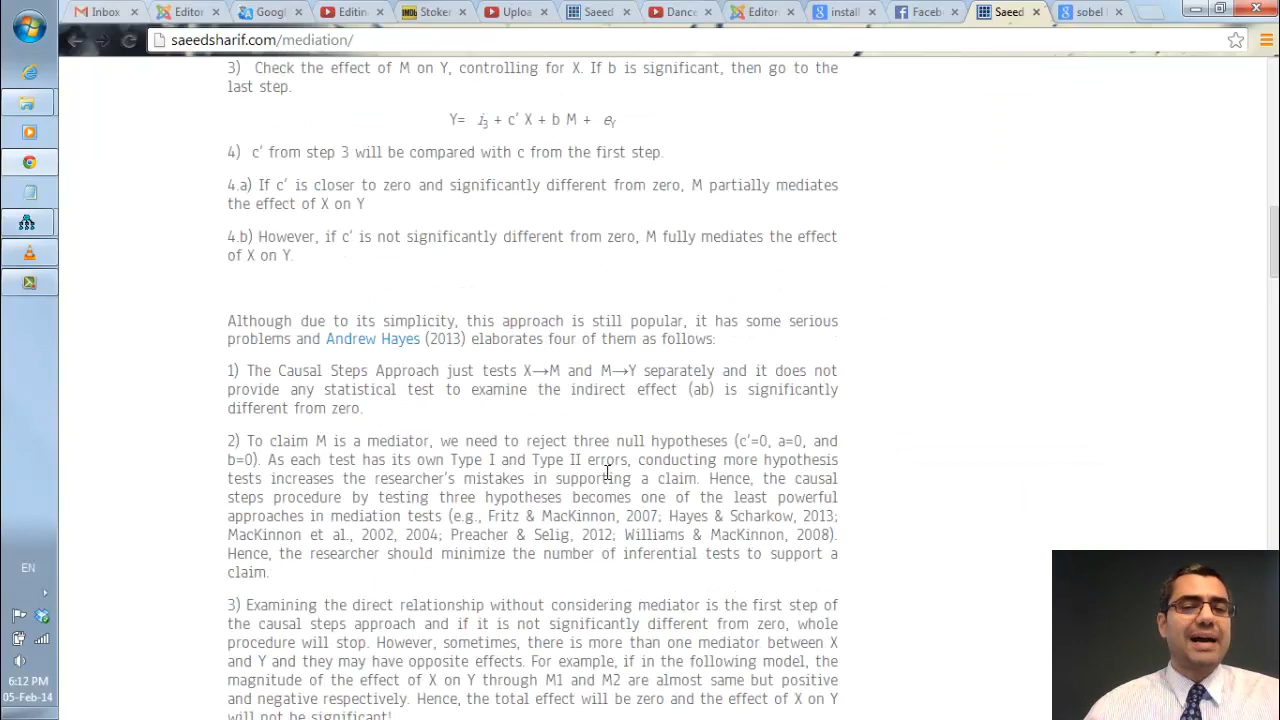 Inbox
Editor
Googl
Editin
Stoker
Uploa
Saeed
Dance
Editor
install
Faceb
Saeed
sobel
saeedsharif.com/mediation/
3) Check the effect of M on Y, controlling for X. If b is significant, then go to the
last step.
Y= i3 + c' X + b M + eY
4) c' from step 3 will be compared with c from the first step.
4.a) If c' is closer to zero and significantly different from zero, M partially mediates
the effect of X on Y
4.b) However, if c' is not significantly different from zero, M fully mediates the effect
of X on Y.
Although due to its simplicity, this approach is still popular, it has some serious
problems and Andrew Hayes (2013) elaborates four of them as follows:
1) The Causal Steps Approach just tests X→M and M→Y separately and it does not
provide any statistical test to examine the indirect effect (ab) is significantly
different from zero.
2) To claim M is a mediator, we need to reject three null hypotheses (c'=0, a=0, and
b=0). As each test has its own Type I and Type II errors, conducting more hypothesis
tests increases the researcher's mistakes in supporting a claim. Hence, the causal
steps procedure by testing three hypotheses becomes one of the least powerful
approaches in mediation tests (e.g., Fritz & MacKinnon, 2007; Hayes & Scharkow, 2013;
MacKinnon et al., 2002, 2004; Preacher & Selig, 2012; Williams & MacKinnon, 2008).
Hence, the researcher should minimize the number of inferential tests to support a
claim.
3) Examining the direct relationship without considering mediator is the first step of
the causal steps approach and if it is not significantly different from zero, whole
procedure will stop. However, sometimes, there is more than one mediator between X
and Y and they may have opposite effects. For example, if in the following model, the
magnitude of the effect of X on Y through M1 and M2 are almost same but positive
and negative respectively. Hence, the total effect will be zero and the effect of X on Y
will not be significant!
EN
6:12 PM
05-Feb-14